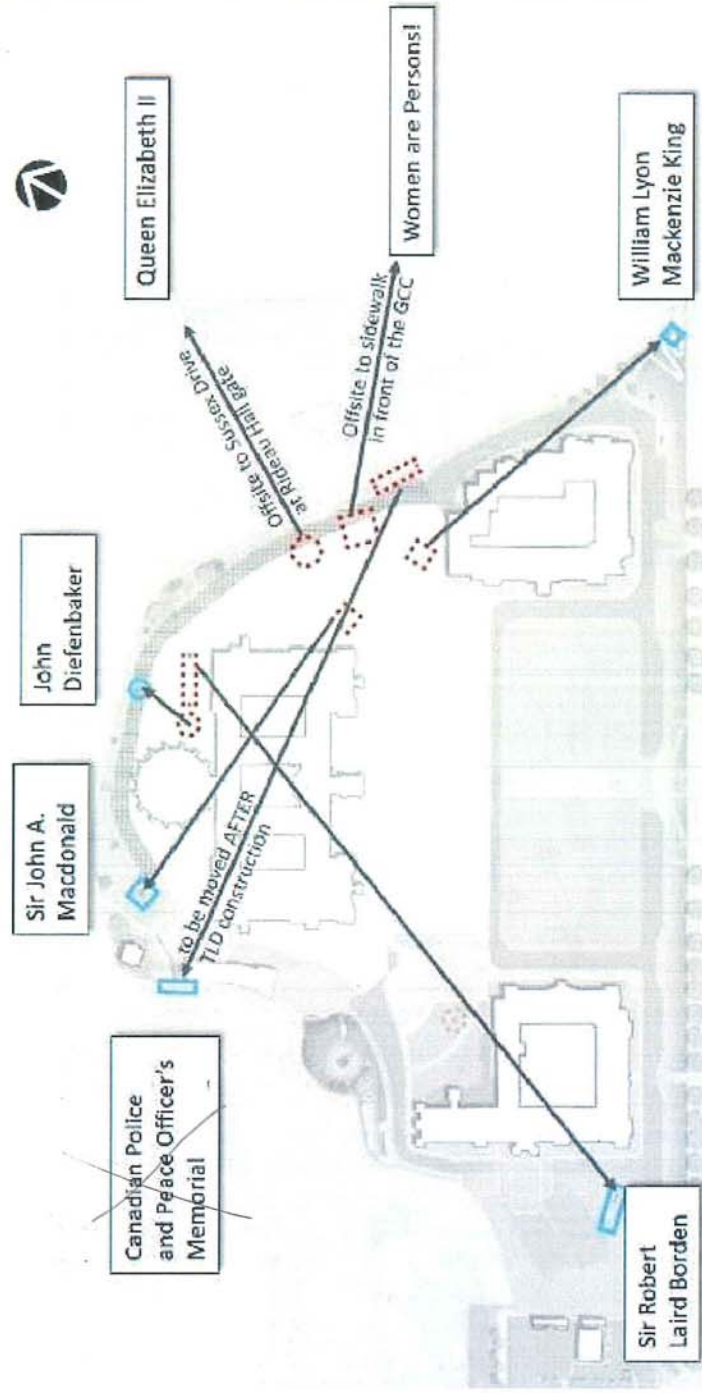 Canadian Police
and Peace Officer's
Memorial
Sir John A.
Macdonald
John
Diefenbaker
Queen Elizabeth II
Offsite to Sussex Drive
at Rideau Hall gate
Women are Persons!
Offsite to sidewalk
in front of the GCC
to be moved AFTER
TLD construction
Sir Robert
Laird Borden
William Lyon
Mackenzie King